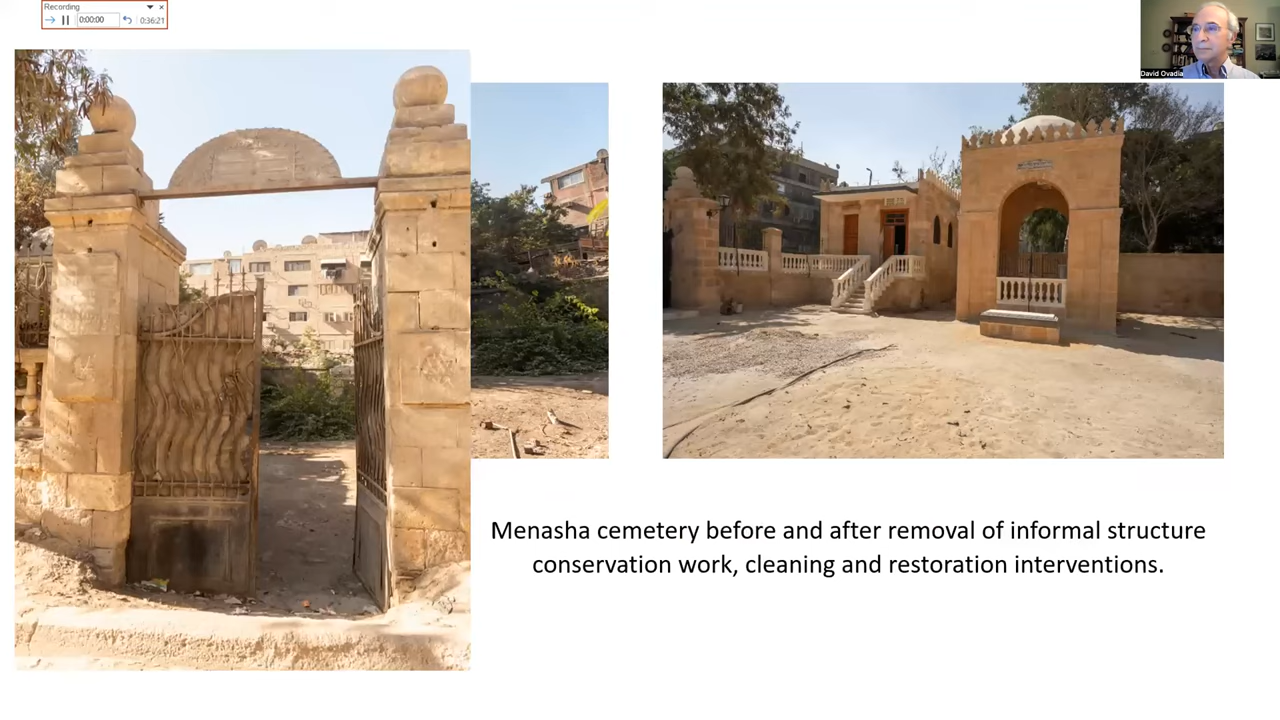 Recording
0:00:00
0:36:21
David Ovadia
Menasha cemetery before and after removal of informal structure
conservation work, cleaning and restoration interventions.